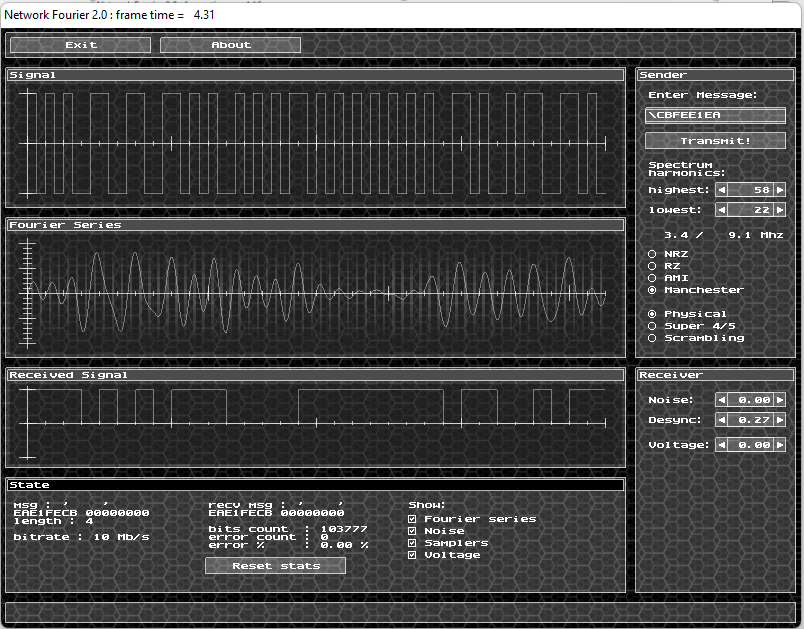 Network Fourier 2.0 : frame time = 4.31
Exit
About
Signal
Fourier Series
Received Signal
State
msg : ' '
EAE1FECB 00000000
length : 4
bitrate : 10 Mb/s
recv msg : ' '
EAE1FECB 00000000
bits count : 103777
error count : 0
error % : 0.00 %
Reset stats
Show:
Fourier series
Noise
Samplers
Voltage
Sender
Enter Message:
\CBFEE1EA
Transmit!
Spectrum
harmonics:
highest: 58
lowest: 22
3.4 / 9.1 Mhz
NRZ
RZ
AMI
Manchester
Physical
Super 4/5
Scrambling
Receiver
Noise: 0.00
Desync: 0.27
Voltage: 0.00